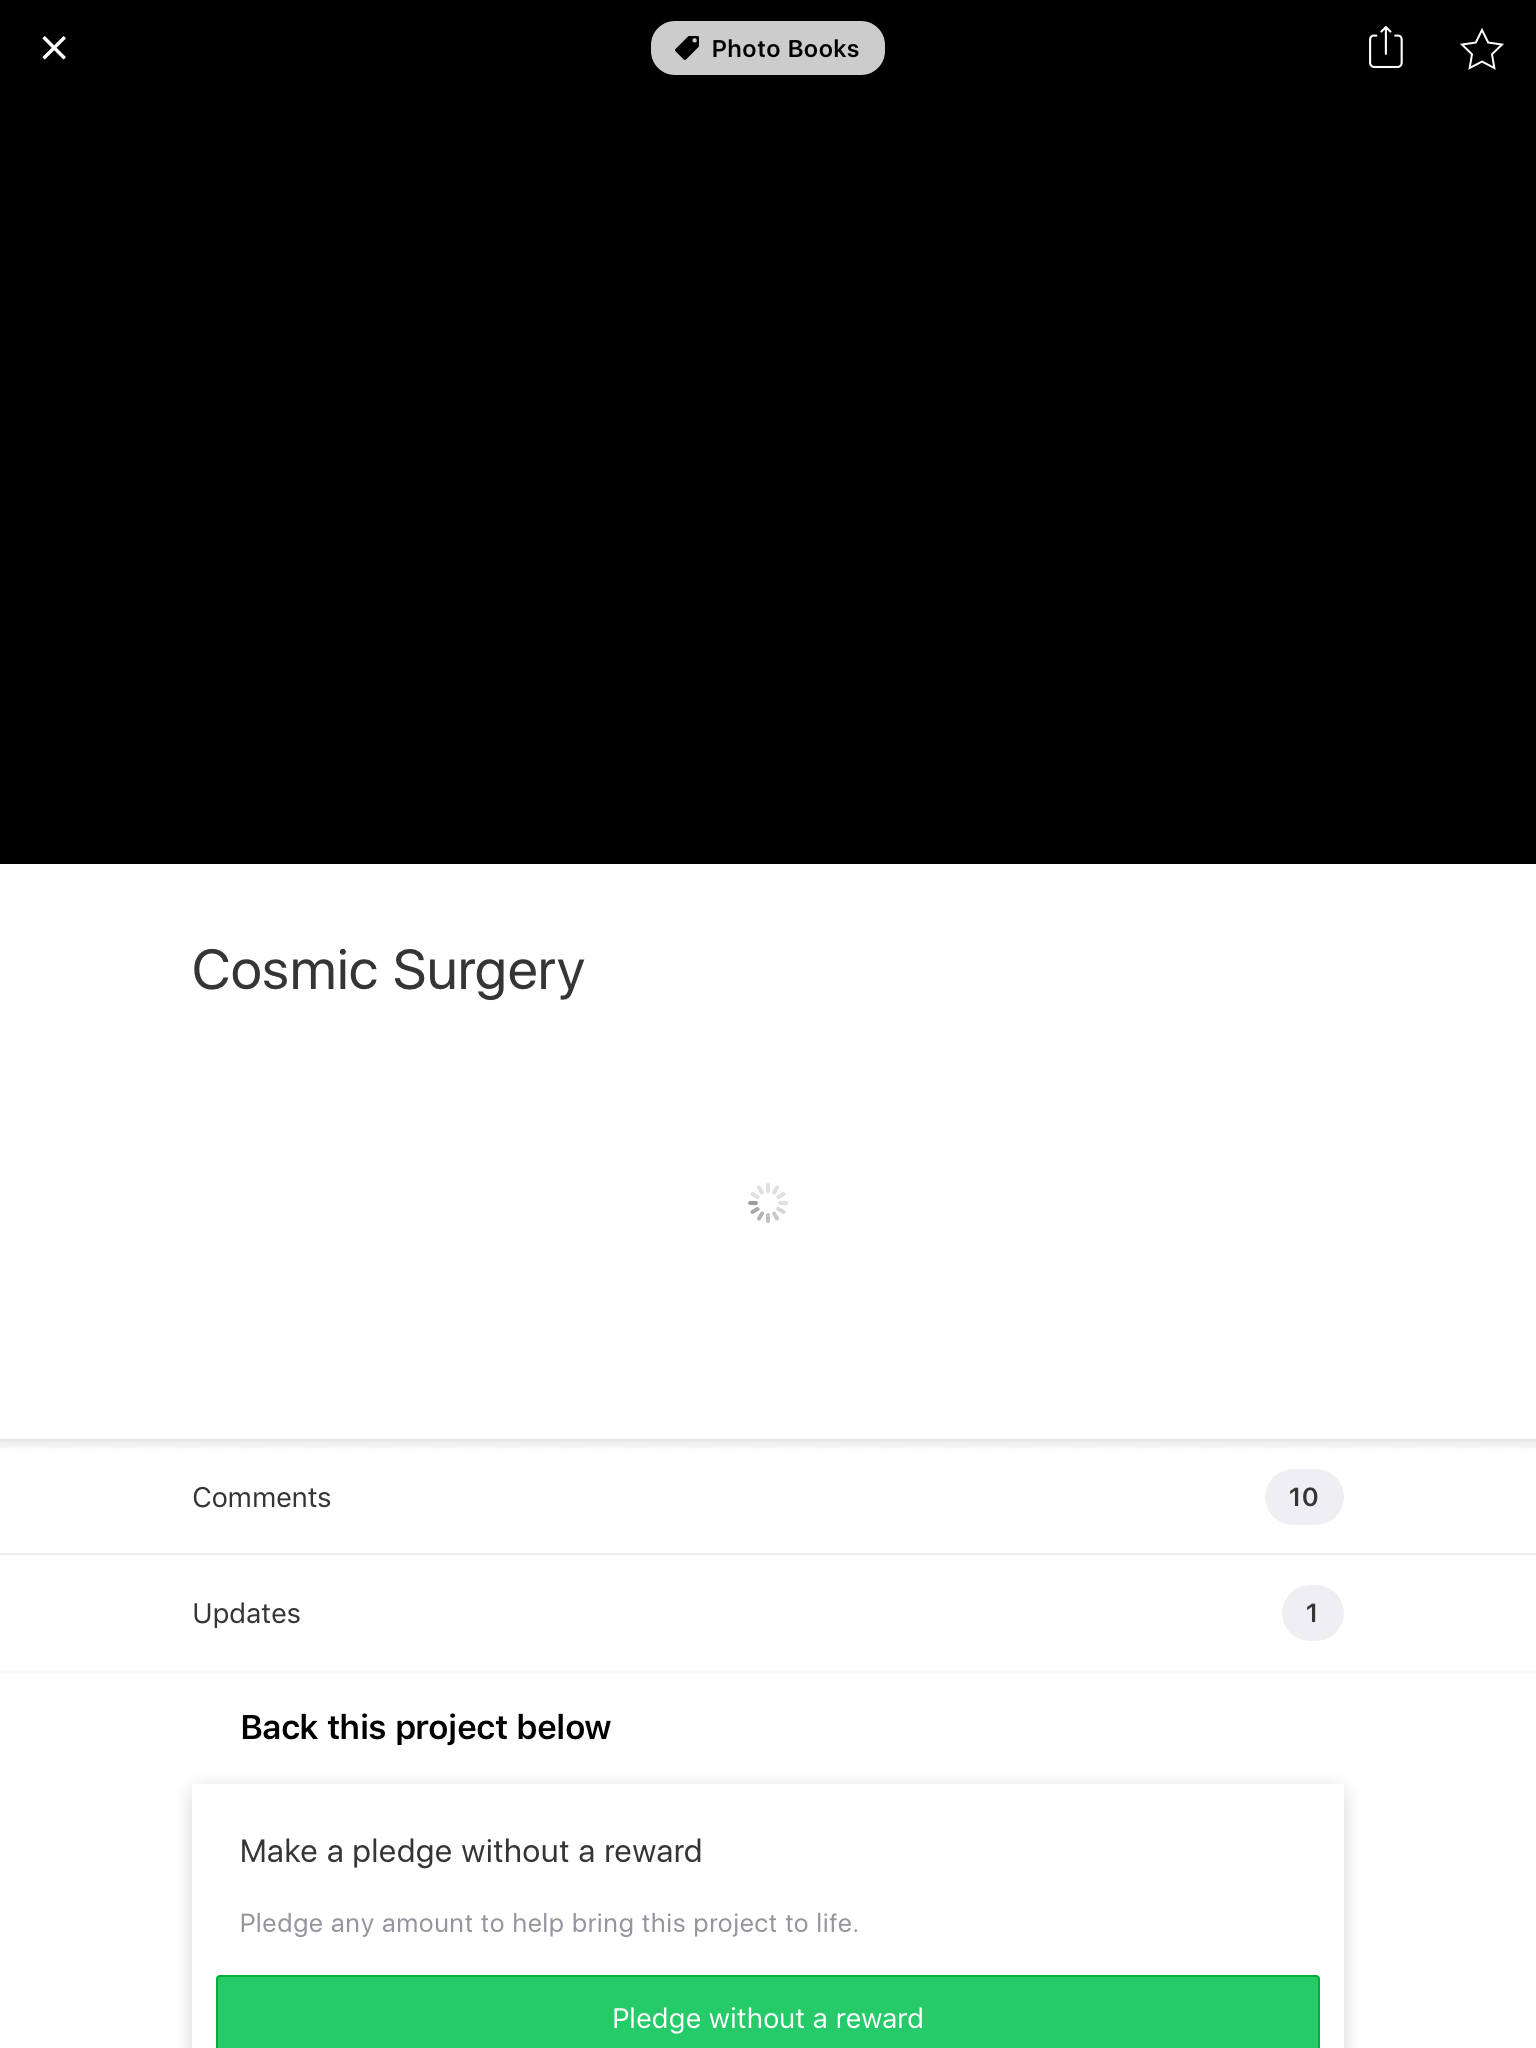 Photo Books
Cosmic Surgery
Comments
10
Updates
1
Back this project below
Make a pledge without a reward
Pledge any amount to help bring this project to life.
Pledge without a reward